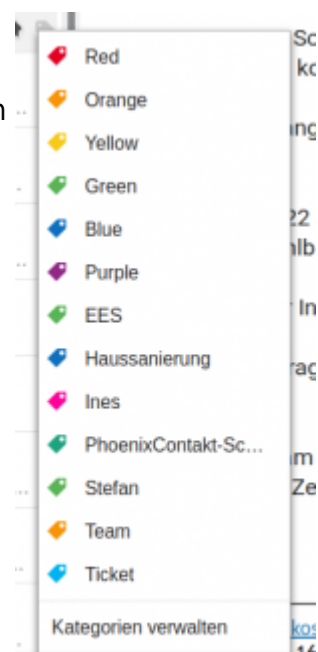 Red
Orange
Yellow
Green
Blue
Purple
EES
Haussanierung
Ines
PhoenixContakt-Sc...
Stefan
Team
Ticket
Kategorien verwalten